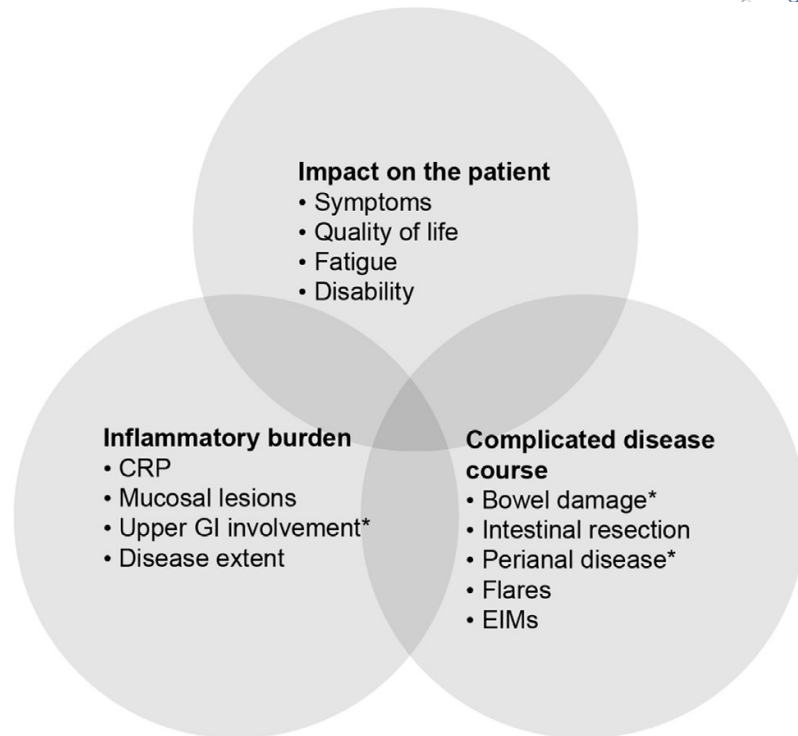 Impact on the patient
• Symptoms
• Quality of life
• Fatigue
• Disability
Inflammatory burden
• CRP
• Mucosal lesions
• Upper GI involvement*
• Disease extent
Complicated disease
course
• Bowel damage*
• Intestinal resection
• Perianal disease*
• Flares
• EIMs